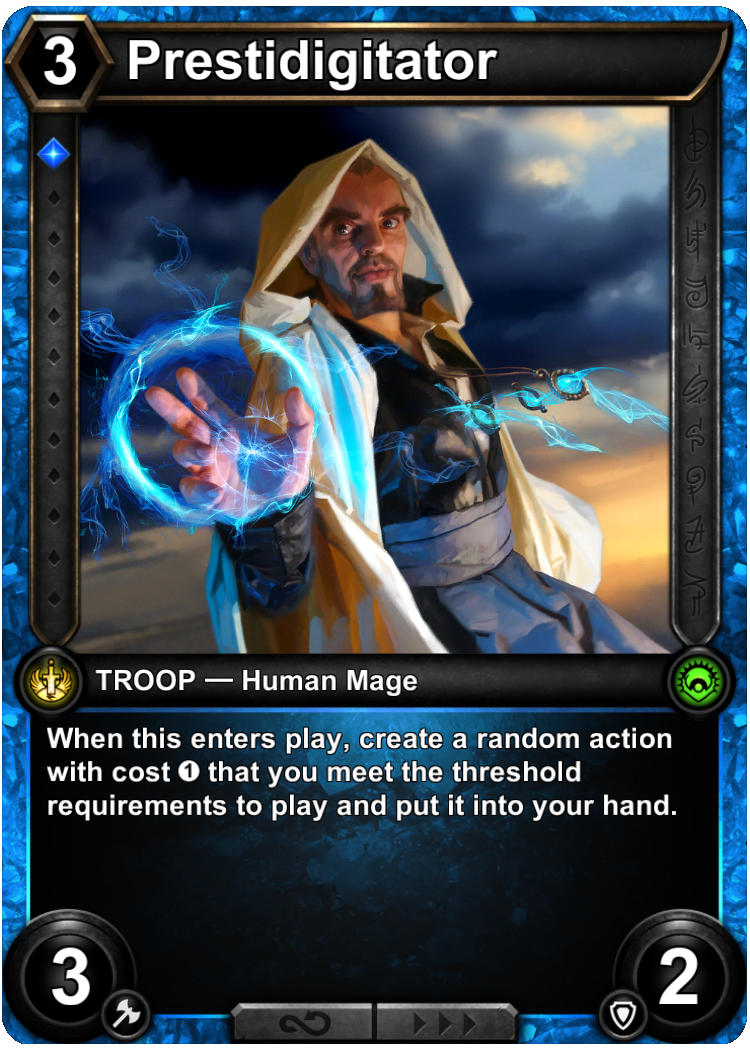 3
Prestidigitator
TROOP — Human Mage
When this enters play, create a random action
with cost ❶ that you meet the threshold
requirements to play and put it into your hand.
3
2